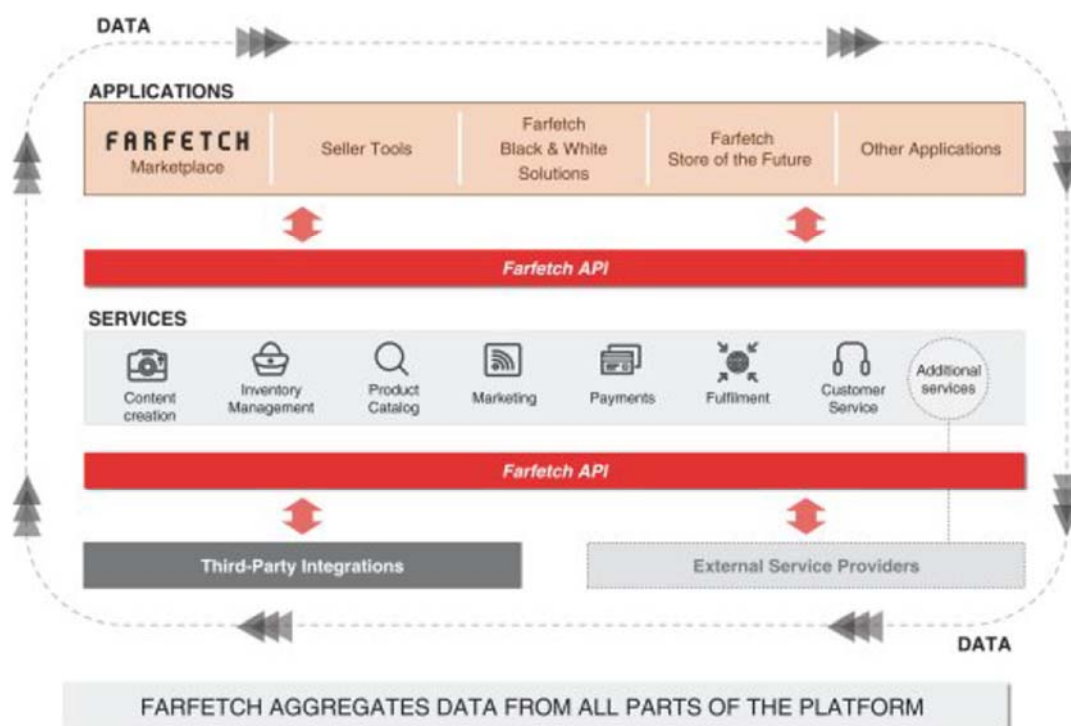 DATA
APPLICATIONS
FARFETCH
Marketplace
Seller Tools
Farfetch
Black & White
Solutions
Farfetch
Store of the Future
Other Applications
Farfetch API
SERVICES
Content
creation
Inventory
Management
Product
Catalog
Marketing
Payments
Fulfilment
Customer
Service
Additional
services
Farfetch API
Third-Party Integrations
External Service Providers
DATA
FARFETCH AGGREGATES DATA FROM ALL PARTS OF THE PLATFORM